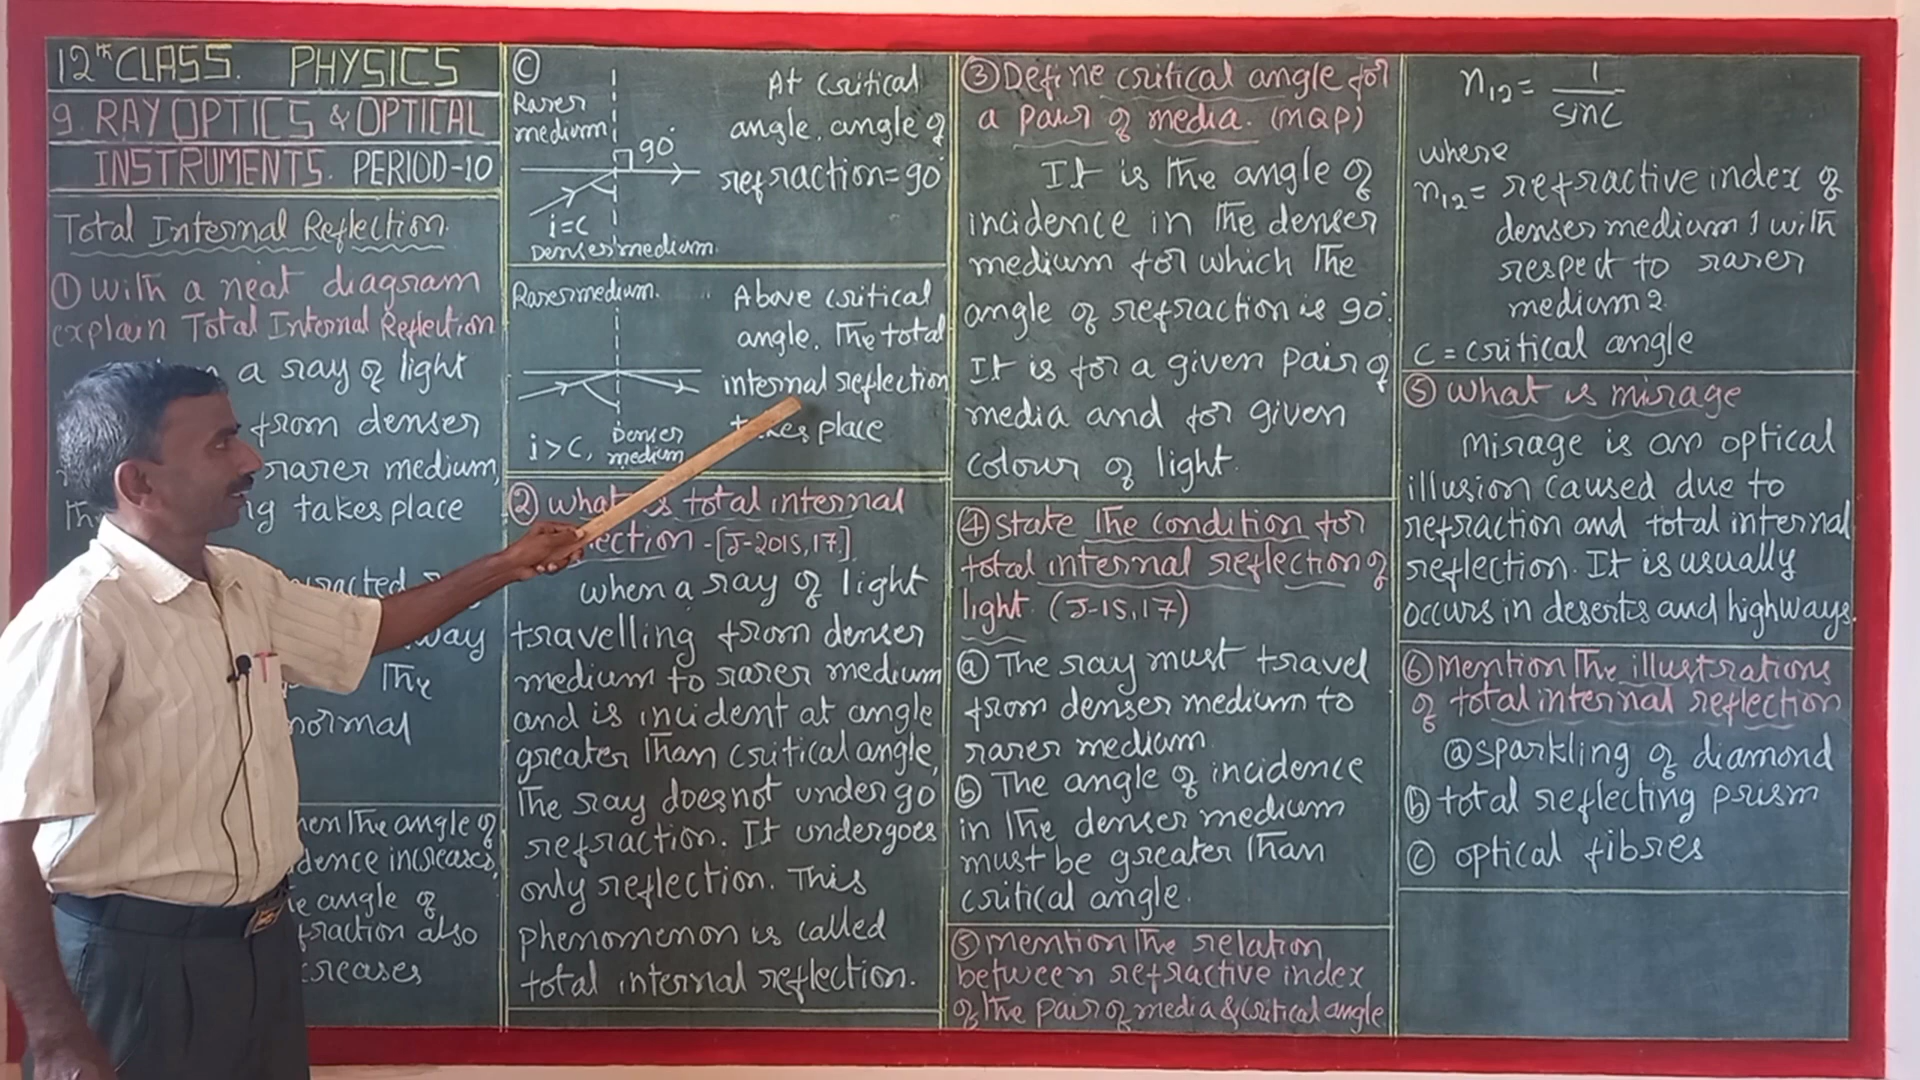 12th CLASS. PHYSICS
9. RAY OPTICS & OPTICAL
INSTRUMENTS. PERIOD-10
Total Internal Reflection.
① with a neat diagram
explain Total Internal Reflection
a ray of light
from denser
rarer medium,
takes place
way
The
normal
the angle of
increases,
angle of
also
Ⓒ
Rarer
medium
90°
i=C
Denser medium.
At critical
angle, angle of
refraction=90°
Rarer medium.
i > C, Denser
medium
Above critical
angle, The total
internal reflection
takes place
② what is total internal
-[J-2015,17.]
when a ray of light
travelling from denser
medium to rarer medium
and is incident at angle
greater than critical angle,
The ray does not undergo
refraction. It undergoes
only reflection. This
phenomenon is called
total internal reflection.
③ Define critical angle for
a pair of media. (MQP)
It is the angle of
incidence in the denser
medium for which the
angle of refraction is 90°.
It is for a given pair of
media and for given
colour of light.
④ state the condition for
total internal reflection of
light. (J-15,17)
ⓐ The ray must travel
from denser medium to
rarer medium.
ⓑ The angle of incidence
in the denser medium
must be greater than
critical angle.
⑤ mention the relation
between refractive index
of the pair of media & critical angle
n12 = 1/sinC
where
n12 = refractive index of
denser medium 1 with
respect to rarer
medium 2.
C = critical angle
⑤ what is mirage
Mirage is an optical
illusion caused due to
refraction and total internal
reflection. It is usually
occurs in deserts and highways.
⑥ mention the illustrations
of total internal reflection
ⓐ sparkling of diamond
ⓑ total reflecting prism
ⓒ optical fibres